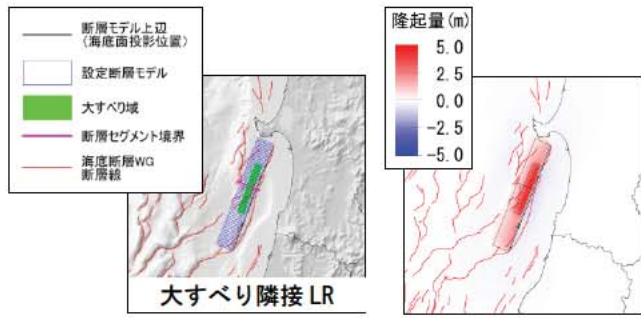 断層モデル上辺
(海底面投影位置)
設定断層モデル
大すべり域
断層セグメント境界
海底断層WG
断層線
大すべり隣接LR
隆起量(m)
5.0
2.5
0.0
-2.5
-5.0